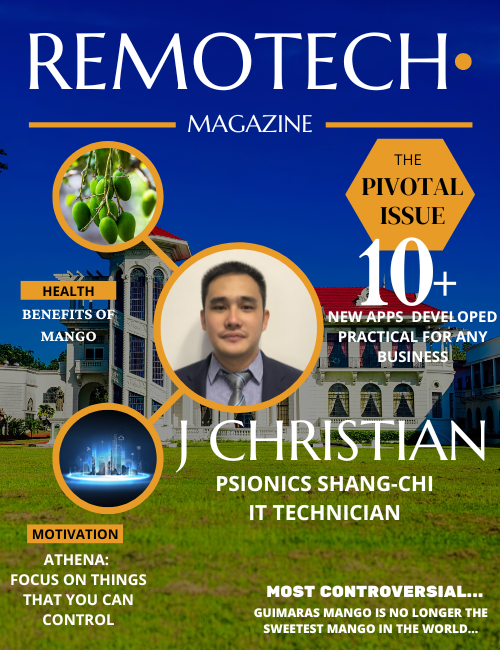 REMOTECH
MAGAZINE
THE
PIVOTAL
ISSUE
10+
NEW APPS DEVELOPED
PRACTICAL FOR ANY
BUSINESS
HEALTH
BENEFITS OF
MANGO
J CHRISTIAN
PSIONICS SHANG-CHI
IT TECHNICIAN
MOTIVATION
ATHENA:
FOCUS ON THINGS
THAT YOU CAN
CONTROL
MOST CONTROVERSIAL...
GUIMARAS MANGO IS NO LONGER THE
SWEETEST MANGO IN THE WORLD...